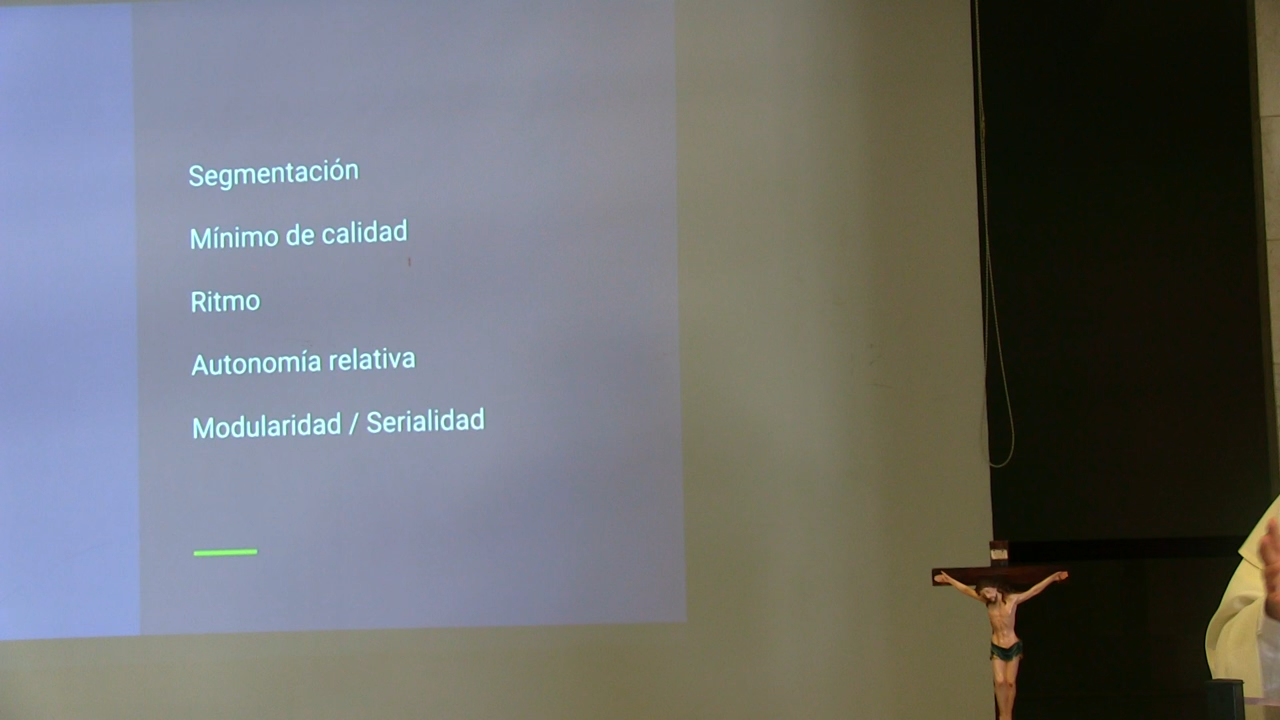 Segmentación
Mínimo de calidad
Ritmo
Autonomía relativa
Modularidad / Serialidad